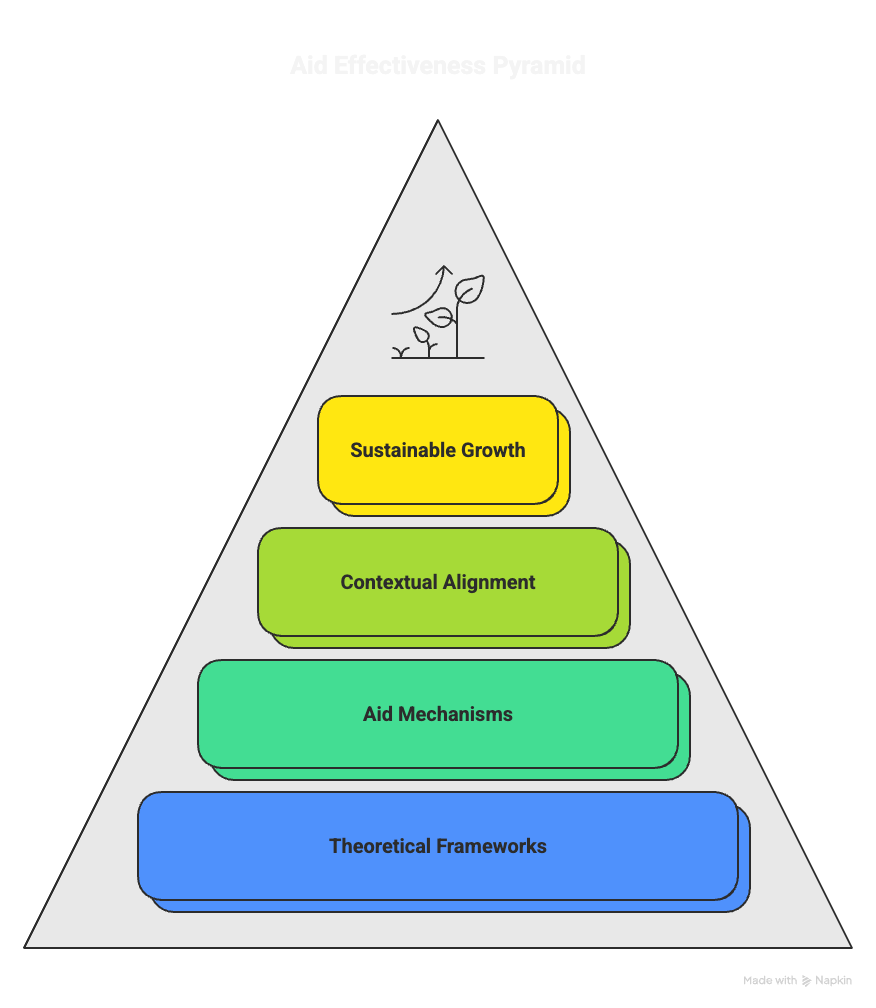 Aid Effectiveness Pyramid
Sustainable Growth
Contextual Alignment
Aid Mechanisms
Theoretical Frameworks
Made with Napkin